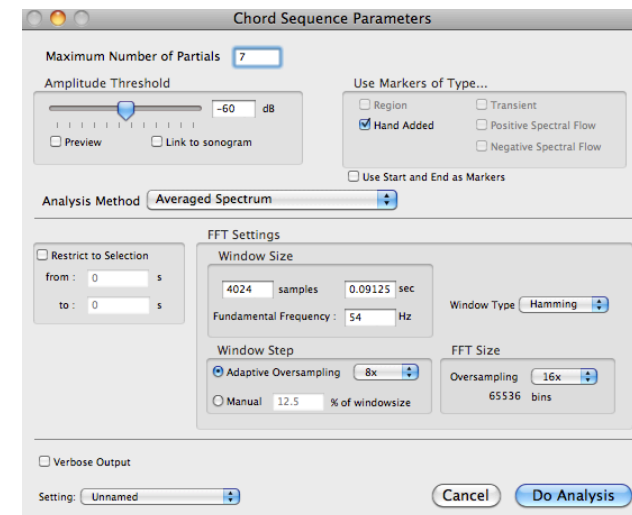 Chord Sequence Parameters
Maximum Number of Partials 7
Amplitude Threshold
-60 dB
Preview Link to sonogram
Use Markers of Type...
Region Transient
Hand Added Positive Spectral Flow
Negative Spectral Flow
Use Start and End as Markers
Analysis Method Averaged Spectrum
Restrict to Selection
from : 0 s
to : 0 s
FFT Settings
Window Size
4024 samples 0.09125 sec
Fundamental Frequency : 54 Hz
Window Type Hamming
Window Step
Adaptive Oversampling 8x
Manual 12.5 % of windowsize
FFT Size
Oversampling 16x
65536 bins
Verbose Output
Setting: Unnamed
Cancel Do Analysis